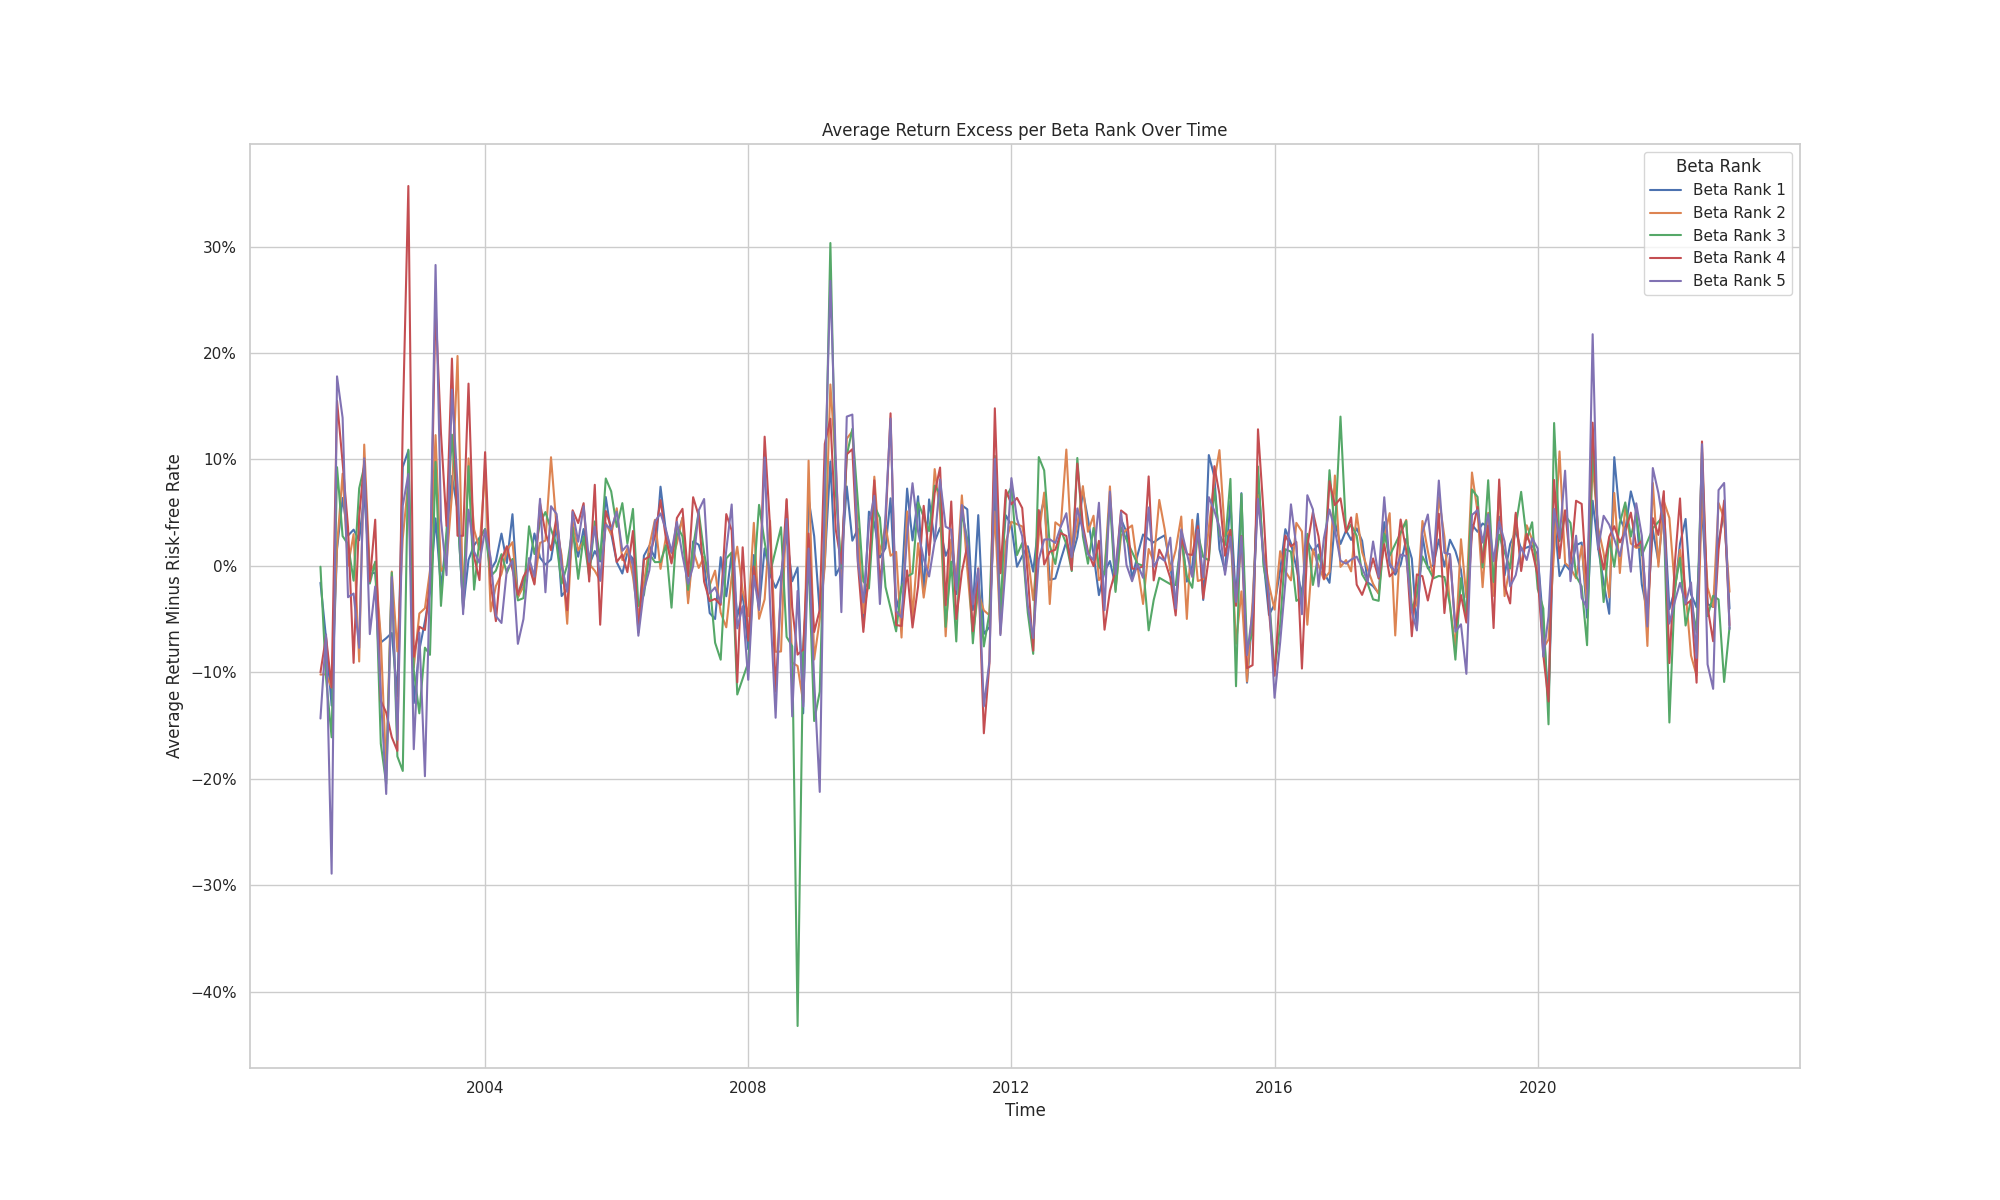 Average Return Excess per Beta Rank Over Time
Beta Rank
Beta Rank 1
Beta Rank 2
Beta Rank 3
Beta Rank 4
Beta Rank 5
Average Return Minus Risk-free Rate
30%
20%
10%
0%
−10%
−20%
−30%
−40%
2004 2008 2012 2016 2020
Time